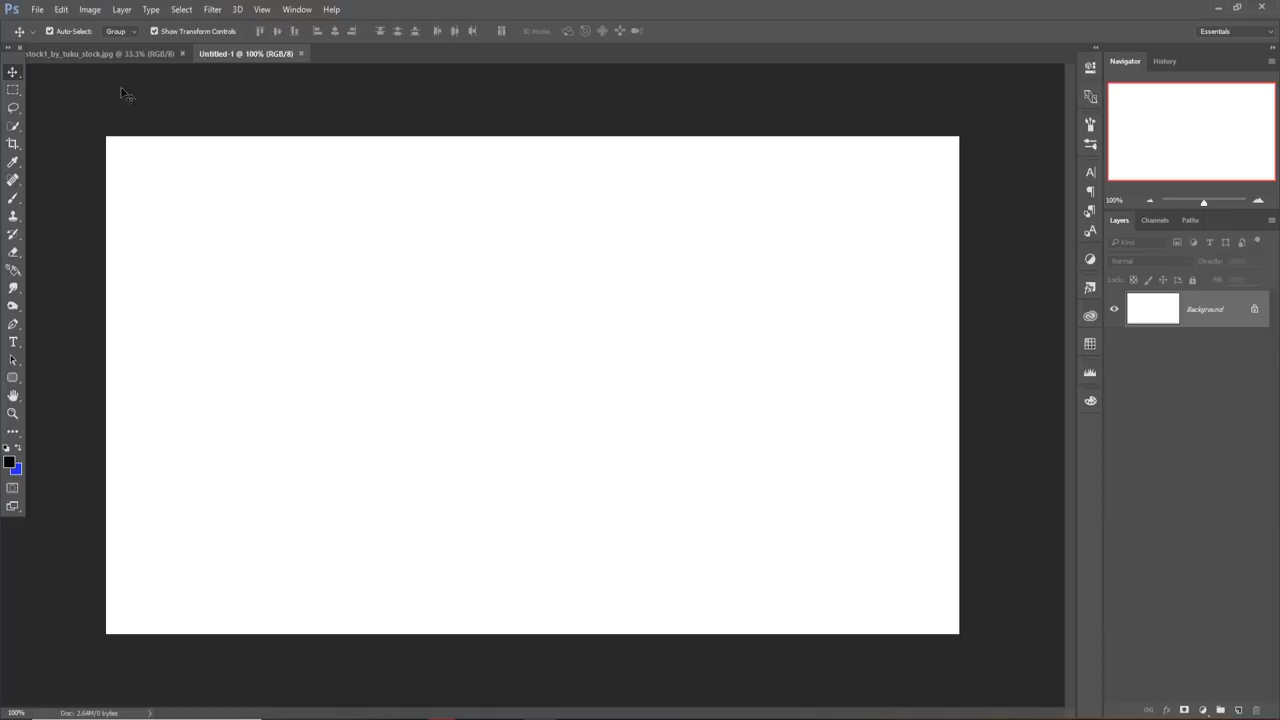 Ps File Edit Image Layer Type Select Filter 3D View Window Help
Auto-Select: Group Show Transform Controls 3D Mode: Essentials
stock1_by_tuku_stock.jpg @ 33.3% (RGB/8) × Untitled-1 @ 100% (RGB/8) ×
Navigator History
100%
Layers Channels Paths
Kind
Normal Opacity:
Lock: Fill:
Background
100% Doc: 2.64M/0 bytes